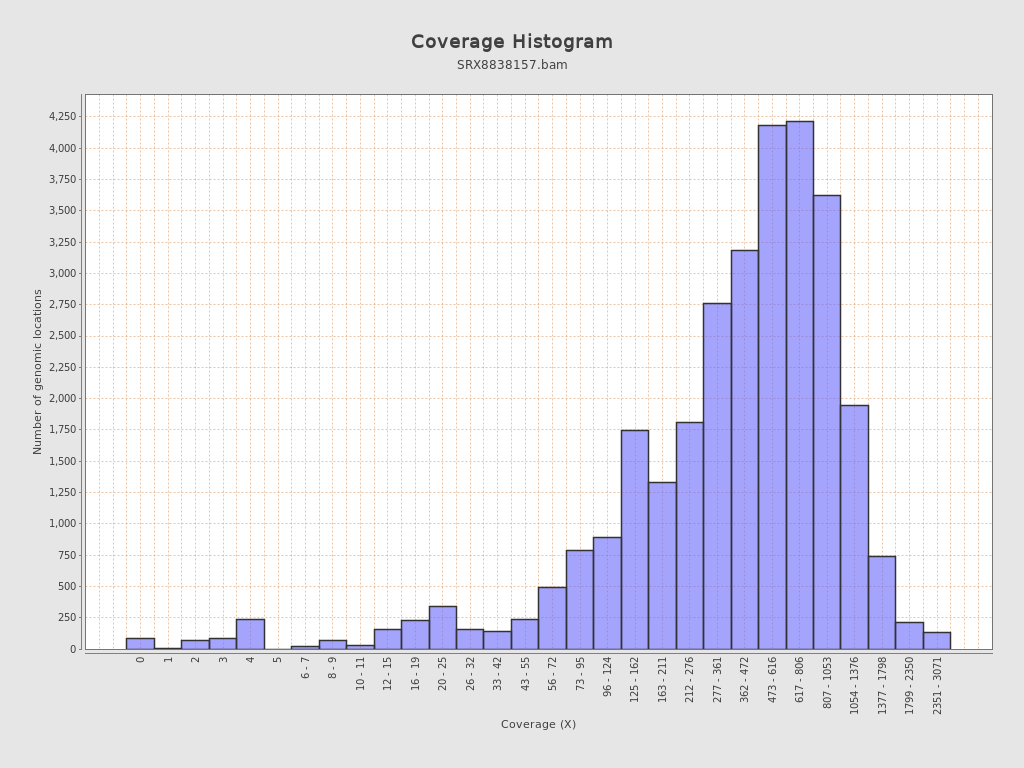 Coverage Histogram
SRX8838157.bam
Number of genomic locations
4,250
4,000
3,750
3,500
3,250
3,000
2,750
2,500
2,250
2,000
1,750
1,500
1,250
1,000
750
500
250
0
0
1
2
3
4
5
6 - 7
8 - 9
10 - 11
12 - 15
16 - 19
20 - 25
26 - 32
33 - 42
43 - 55
56 - 72
73 - 95
96 - 124
125 - 162
163 - 211
212 - 276
277 - 361
362 - 472
473 - 616
617 - 806
807 - 1053
1054 - 1376
1377 - 1798
1799 - 2350
2351 - 3071
Coverage (X)